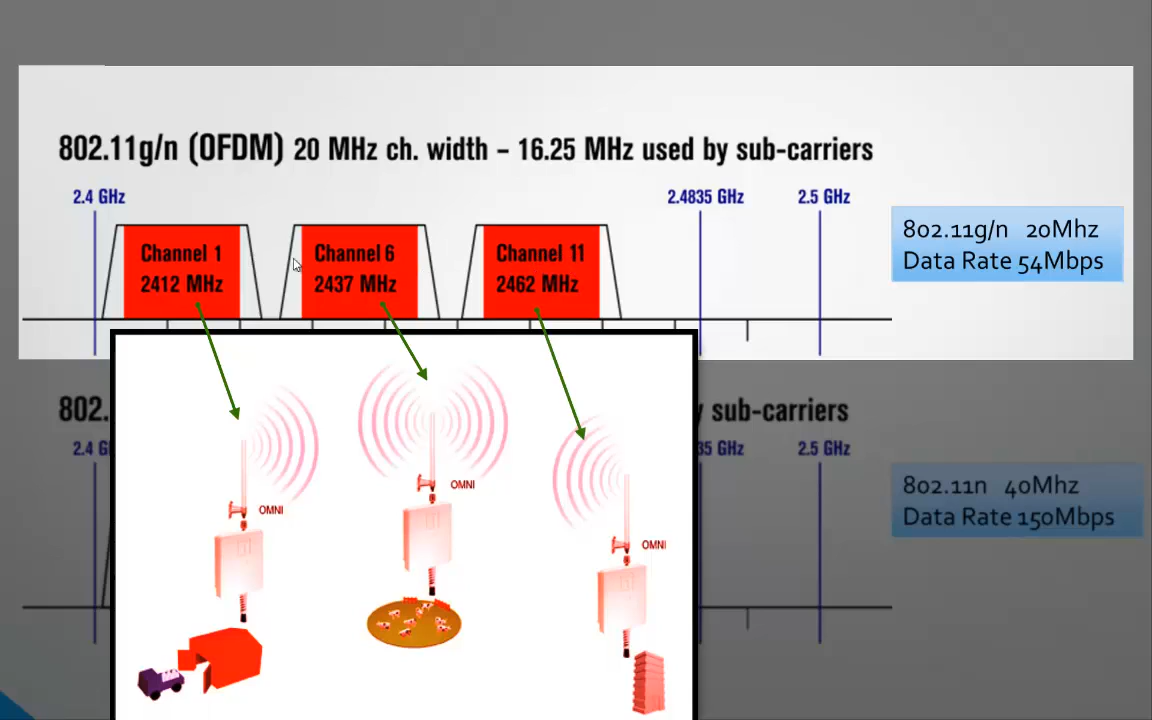 802.11g/n (OFDM) 20 MHz ch. width – 16.25 MHz used by sub-carriers
2.4 GHz
2.4835 GHz
2.5 GHz
Channel 1
2412 MHz
Channel 6
2437 MHz
Channel 11
2462 MHz
802.11g/n 20Mhz
Data Rate 54Mbps
802.
sub-carriers
2.4
35 GHz
2.5 GHz
802.11n 40Mhz
Data Rate 150Mbps
OMNI
OMNI
OMNI